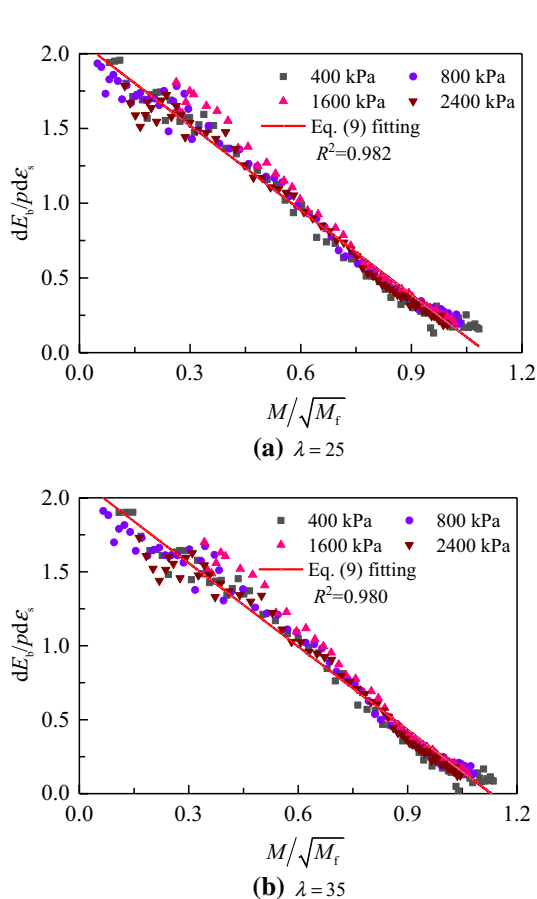 2.0
1.5
1.0
0.5
0.0
dE_b/pdε_s
400 kPa 800 kPa
1600 kPa 2400 kPa
Eq. (9) fitting
R²=0.982
0.0 0.3 0.6 0.9 1.2
M/√M_f
(a) λ = 25
2.0
1.5
1.0
0.5
0.0
dE_b/pdε_s
400 kPa 800 kPa
1600 kPa 2400 kPa
Eq. (9) fitting
R²=0.980
0.0 0.3 0.6 0.9 1.2
M/√M_f
(b) λ = 35